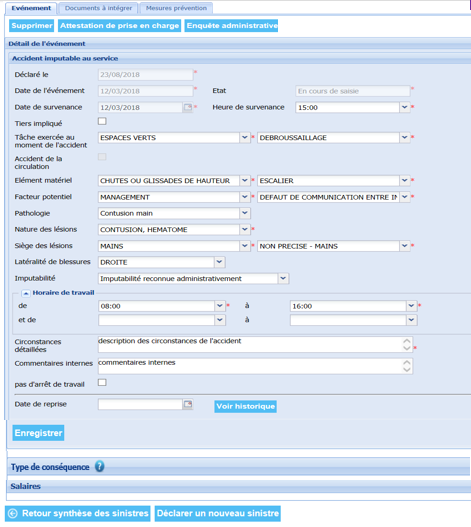 Evénement Documents à intégrer Mesures prévention
Supprimer Attestation de prise en charge Enquête administrative
Détail de l'événement
Accident imputable au service
Déclaré le 23/08/2018 *
Date de l'événement 12/03/2018 * Etat En cours de saisie *
Date de survenance 12/03/2018 * Heure de survenance 15:00 *
Tiers impliqué
Tâche exercée au moment de l'accident ESPACES VERTS * DEBROUSSAILLAGE *
Accident de la circulation
Elément matériel CHUTES OU GLISSADES DE HAUTEUR * ESCALIER *
Facteur potentiel MANAGEMENT * DEFAUT DE COMMUNICATION ENTRE *
Pathologie Contusion main
Nature des lésions CONTUSION, HEMATOME *
Siège des lésions MAINS * NON PRECISE - MAINS *
Latéralité de blessures DROITE
Imputabilité Imputabilité reconnue administrativement
Horaire de travail
de 08:00 * à 16:00 *
et de à
Circonstances détaillées description des circonstances de l'accident *
Commentaires internes commentaires internes
pas d'arrêt de travail
Date de reprise Voir historique
Enregistrer
Type de conséquence ?
Salaires
Retour synthèse des sinistres Déclarer un nouveau sinistre